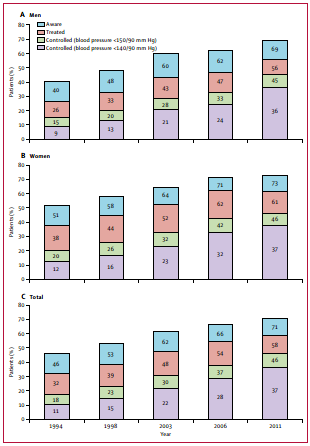 A Men
80
70
60
50
40
30
20
10
0
Patients (%)
Aware
Treated
Controlled (blood pressure <150/90 mm Hg)
Controlled (blood pressure <140/90 mm Hg)
40 48 60 62 69
26 33 43 47 56
15 20 28 33 45
9 13 21 24 36
B Women
80
70
60
50
40
30
20
10
0
Patients (%)
51 58 64 71 73
38 44 52 62 61
20 26 32 42 46
12 16 23 32 37
C Total
80
70
60
50
40
30
20
10
0
Patients (%)
46 53 62 66 71
32 39 48 54 58
18 23 30 37 46
11 15 22 28 37
1994 1998 2003 2006 2011
Year